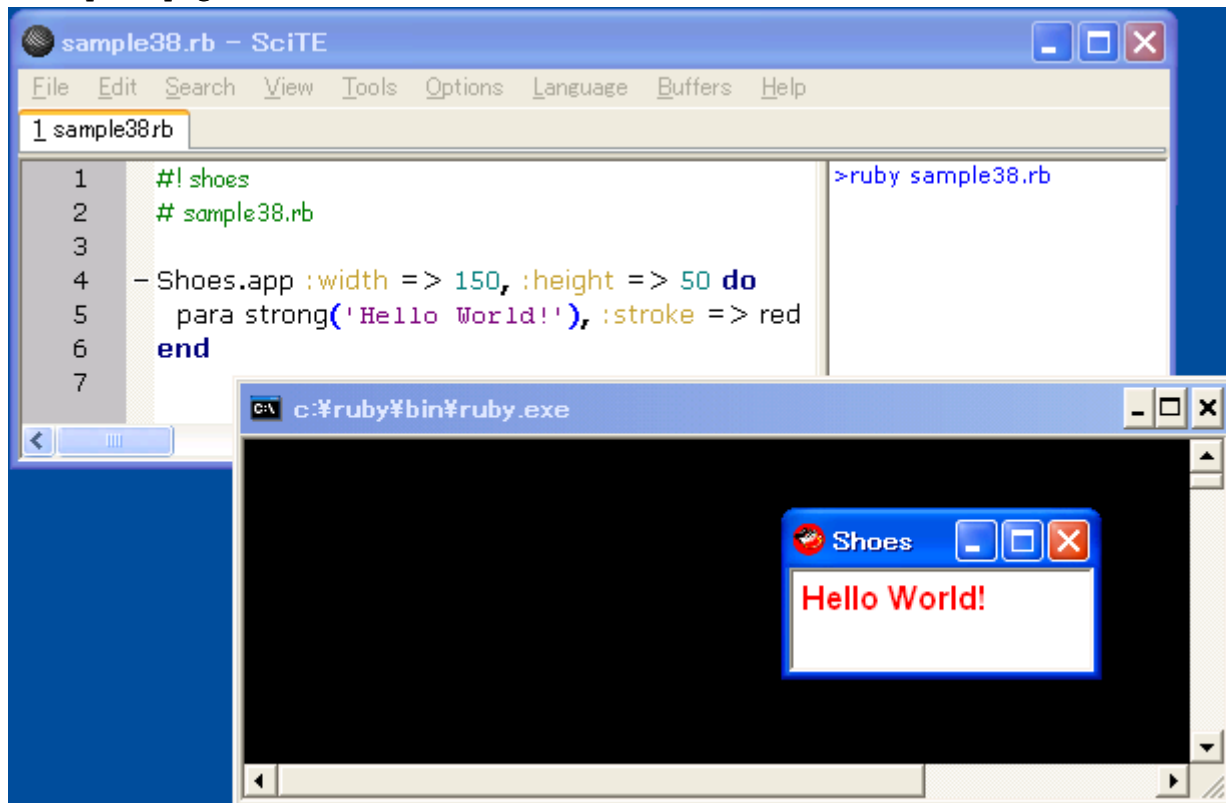 sample38.rb - SciTE
File Edit Search View Tools Options Language Buffers Help
1 sample38.rb
1 #! shoes
2 # sample38.rb
3
4 - Shoes.app :width => 150, :height => 50 do
5 para strong('Hello World!'), :stroke => red
6 end
7
>ruby sample38.rb
c:¥ruby¥bin¥ruby.exe
Shoes
Hello World!